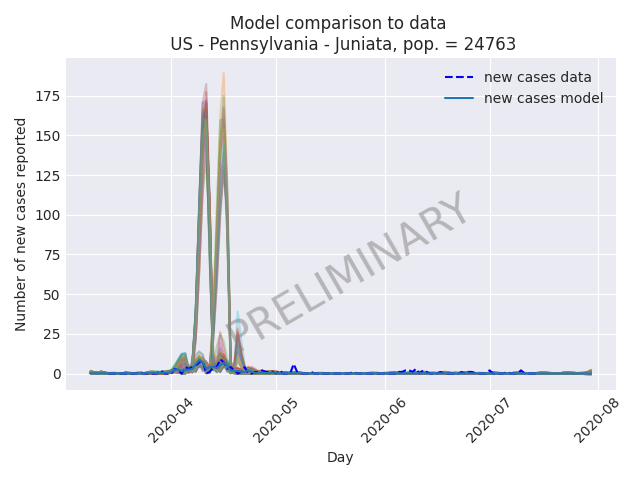 Model comparison to data
US - Pennsylvania - Juniata, pop. = 24763
new cases data
new cases model
Number of new cases reported
175
150
125
100
75
50
25
0
PRELIMINARY
2020-04
2020-05
2020-06
2020-07
2020-08
Day